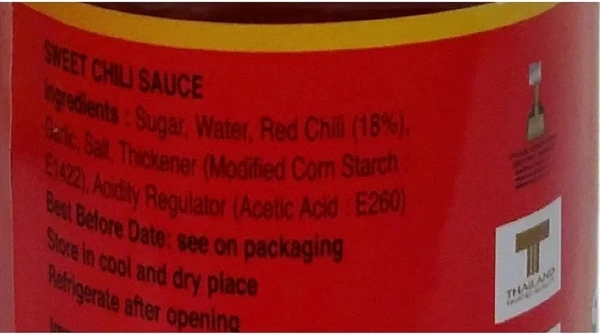 SWEET CHILI SAUCE
Ingredients : Sugar, Water, Red Chili (18%),
Garlic, Salt, Thickener (Modified Corn Starch :
E1422), Acidity Regulator (Acetic Acid : E260)
Best Before Date: see on packaging
Store in cool and dry place
Refrigerate after opening
THAILAND